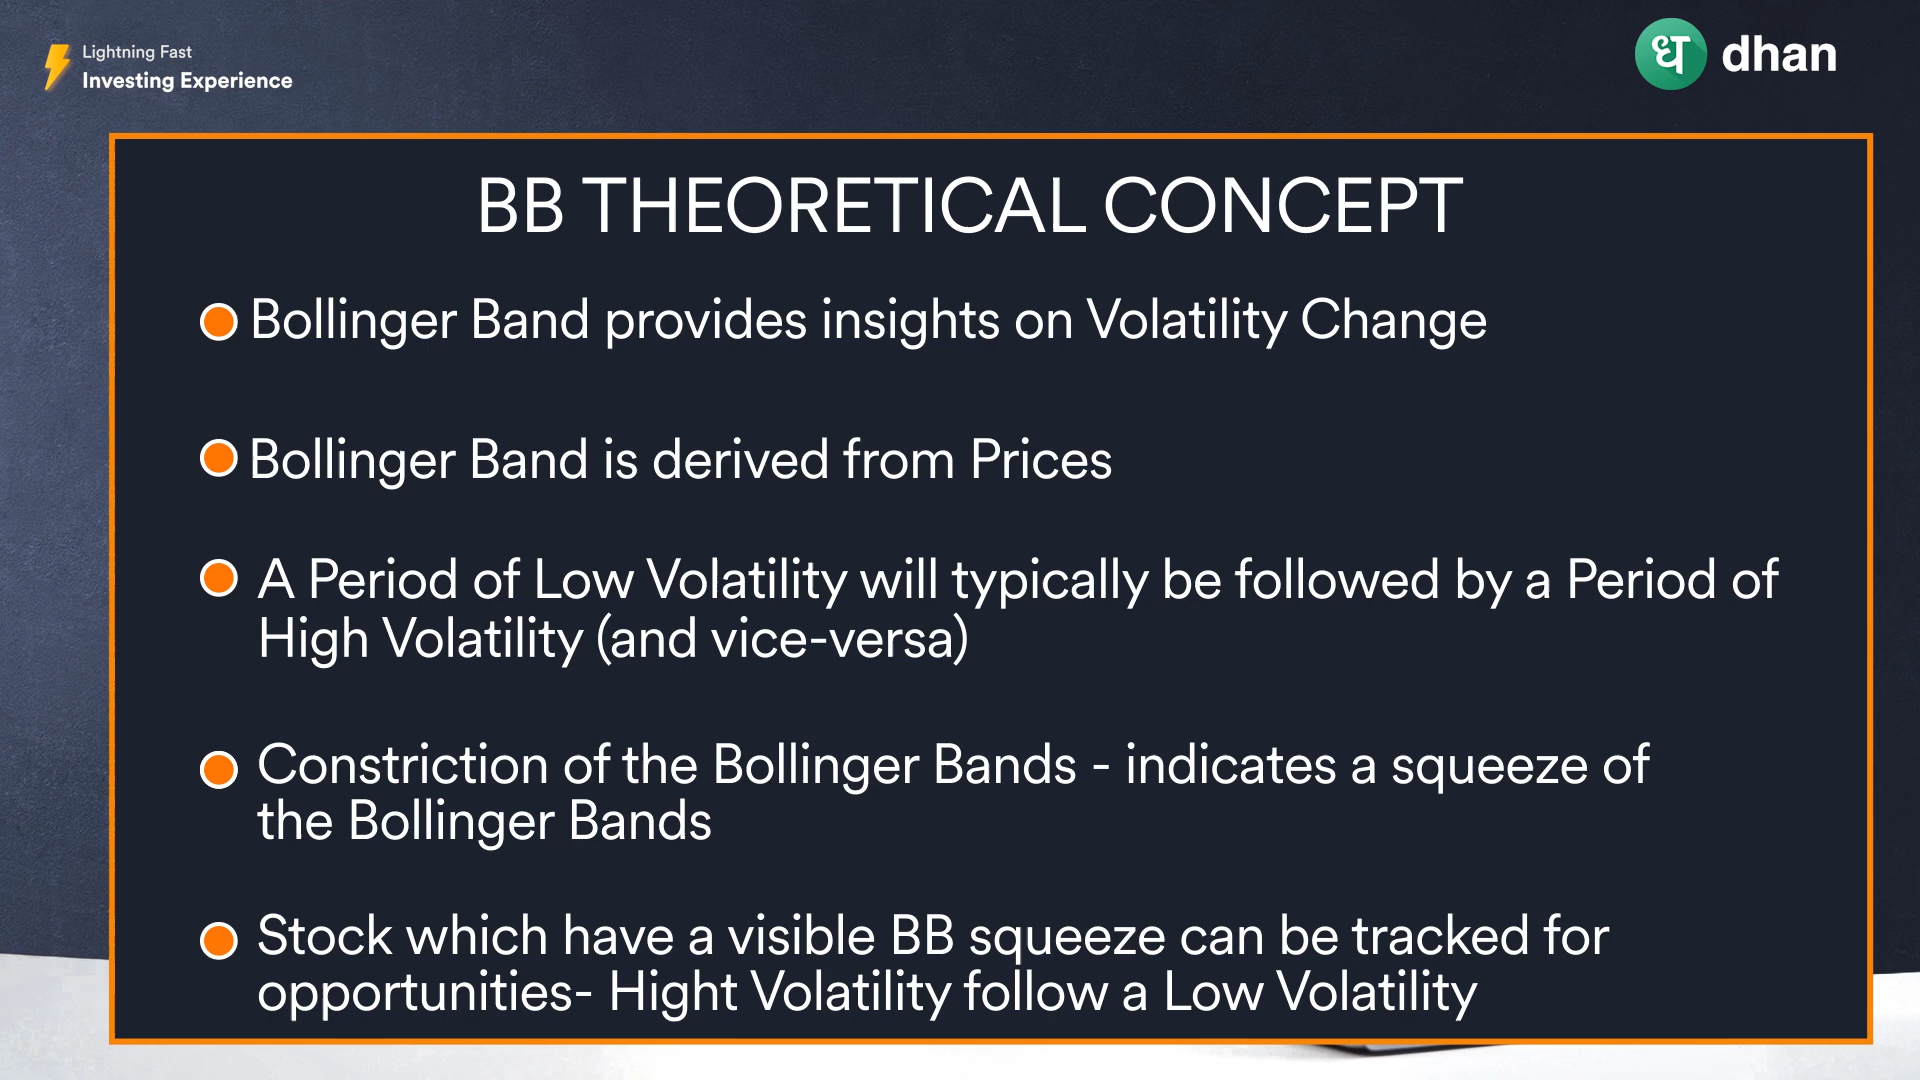 Lightning Fast
Investing Experience
ध dhan
BB THEORETICAL CONCEPT
Bollinger Band provides insights on Volatility Change
Bollinger Band is derived from Prices
A Period of Low Volatility will typically be followed by a Period of
High Volatility (and vice-versa)
Constriction of the Bollinger Bands - indicates a squeeze of
the Bollinger Bands
Stock which have a visible BB squeeze can be tracked for
opportunities- Hight Volatility follow a Low Volatility